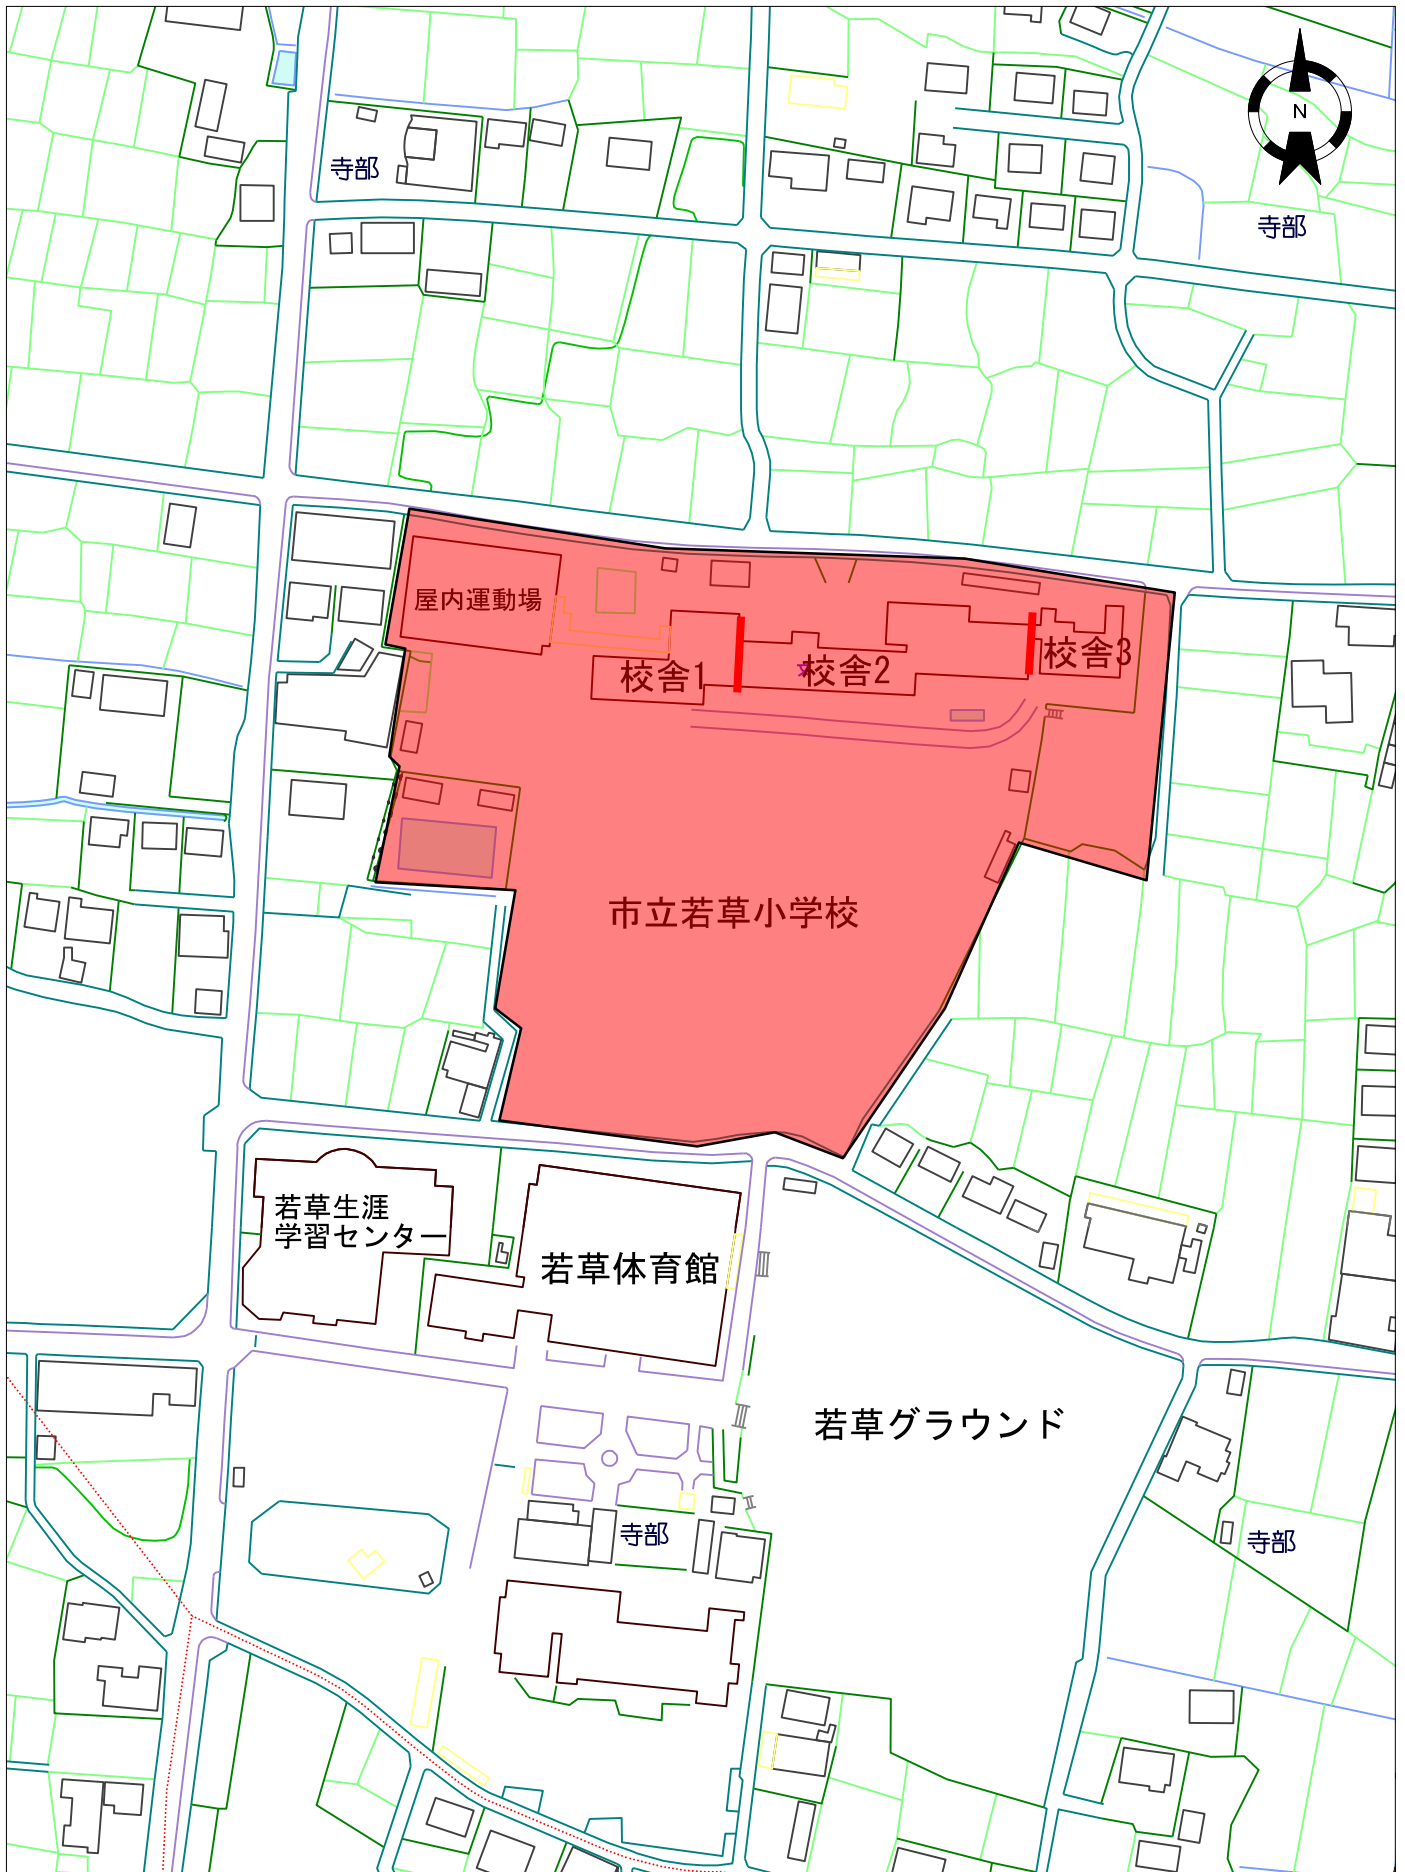 N
寺部
寺部
屋内運動場
校舎1
校舎2
校舎3
市立若草小学校
若草生涯
学習センター
若草体育館
若草グラウンド
寺部
寺部